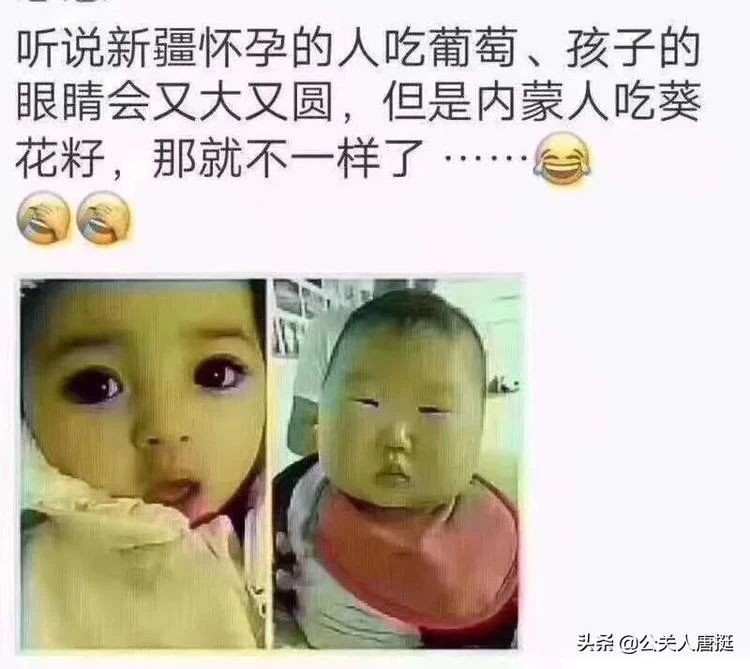 听说新疆怀孕的人吃葡萄、孩子的
眼睛会又大又圆，但是内蒙人吃葵
花籽，那就不一样了 ……😂
🤦🤦
头条 @公关人唐挺